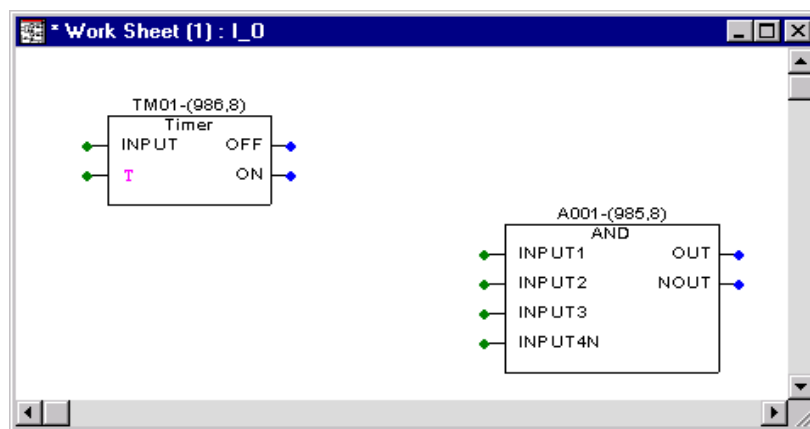 * Work Sheet (1) : I_O
TM01-(986,8)
Timer
INPUT OFF
T ON
A001-(985,8)
AND
INPUT1 OUT
INPUT2 NOUT
INPUT3
INPUT4N